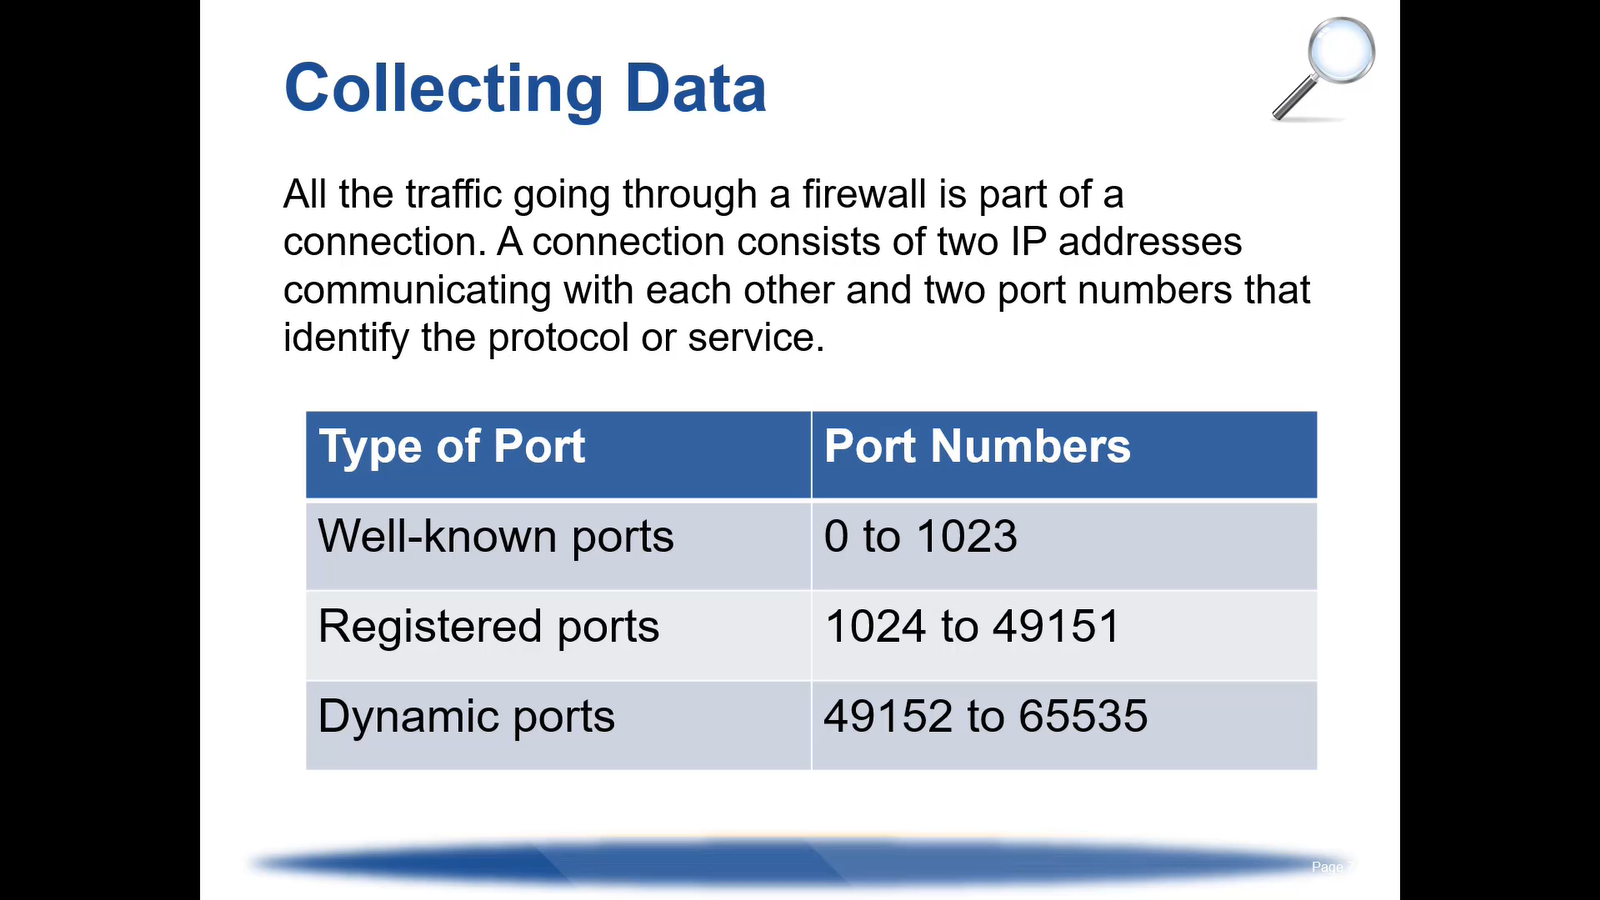 Collecting Data
All the traffic going through a firewall is part of a
connection. A connection consists of two IP addresses
communicating with each other and two port numbers that
identify the protocol or service.
Type of Port Port Numbers
Well-known ports 0 to 1023
Registered ports 1024 to 49151
Dynamic ports 49152 to 65535
Page